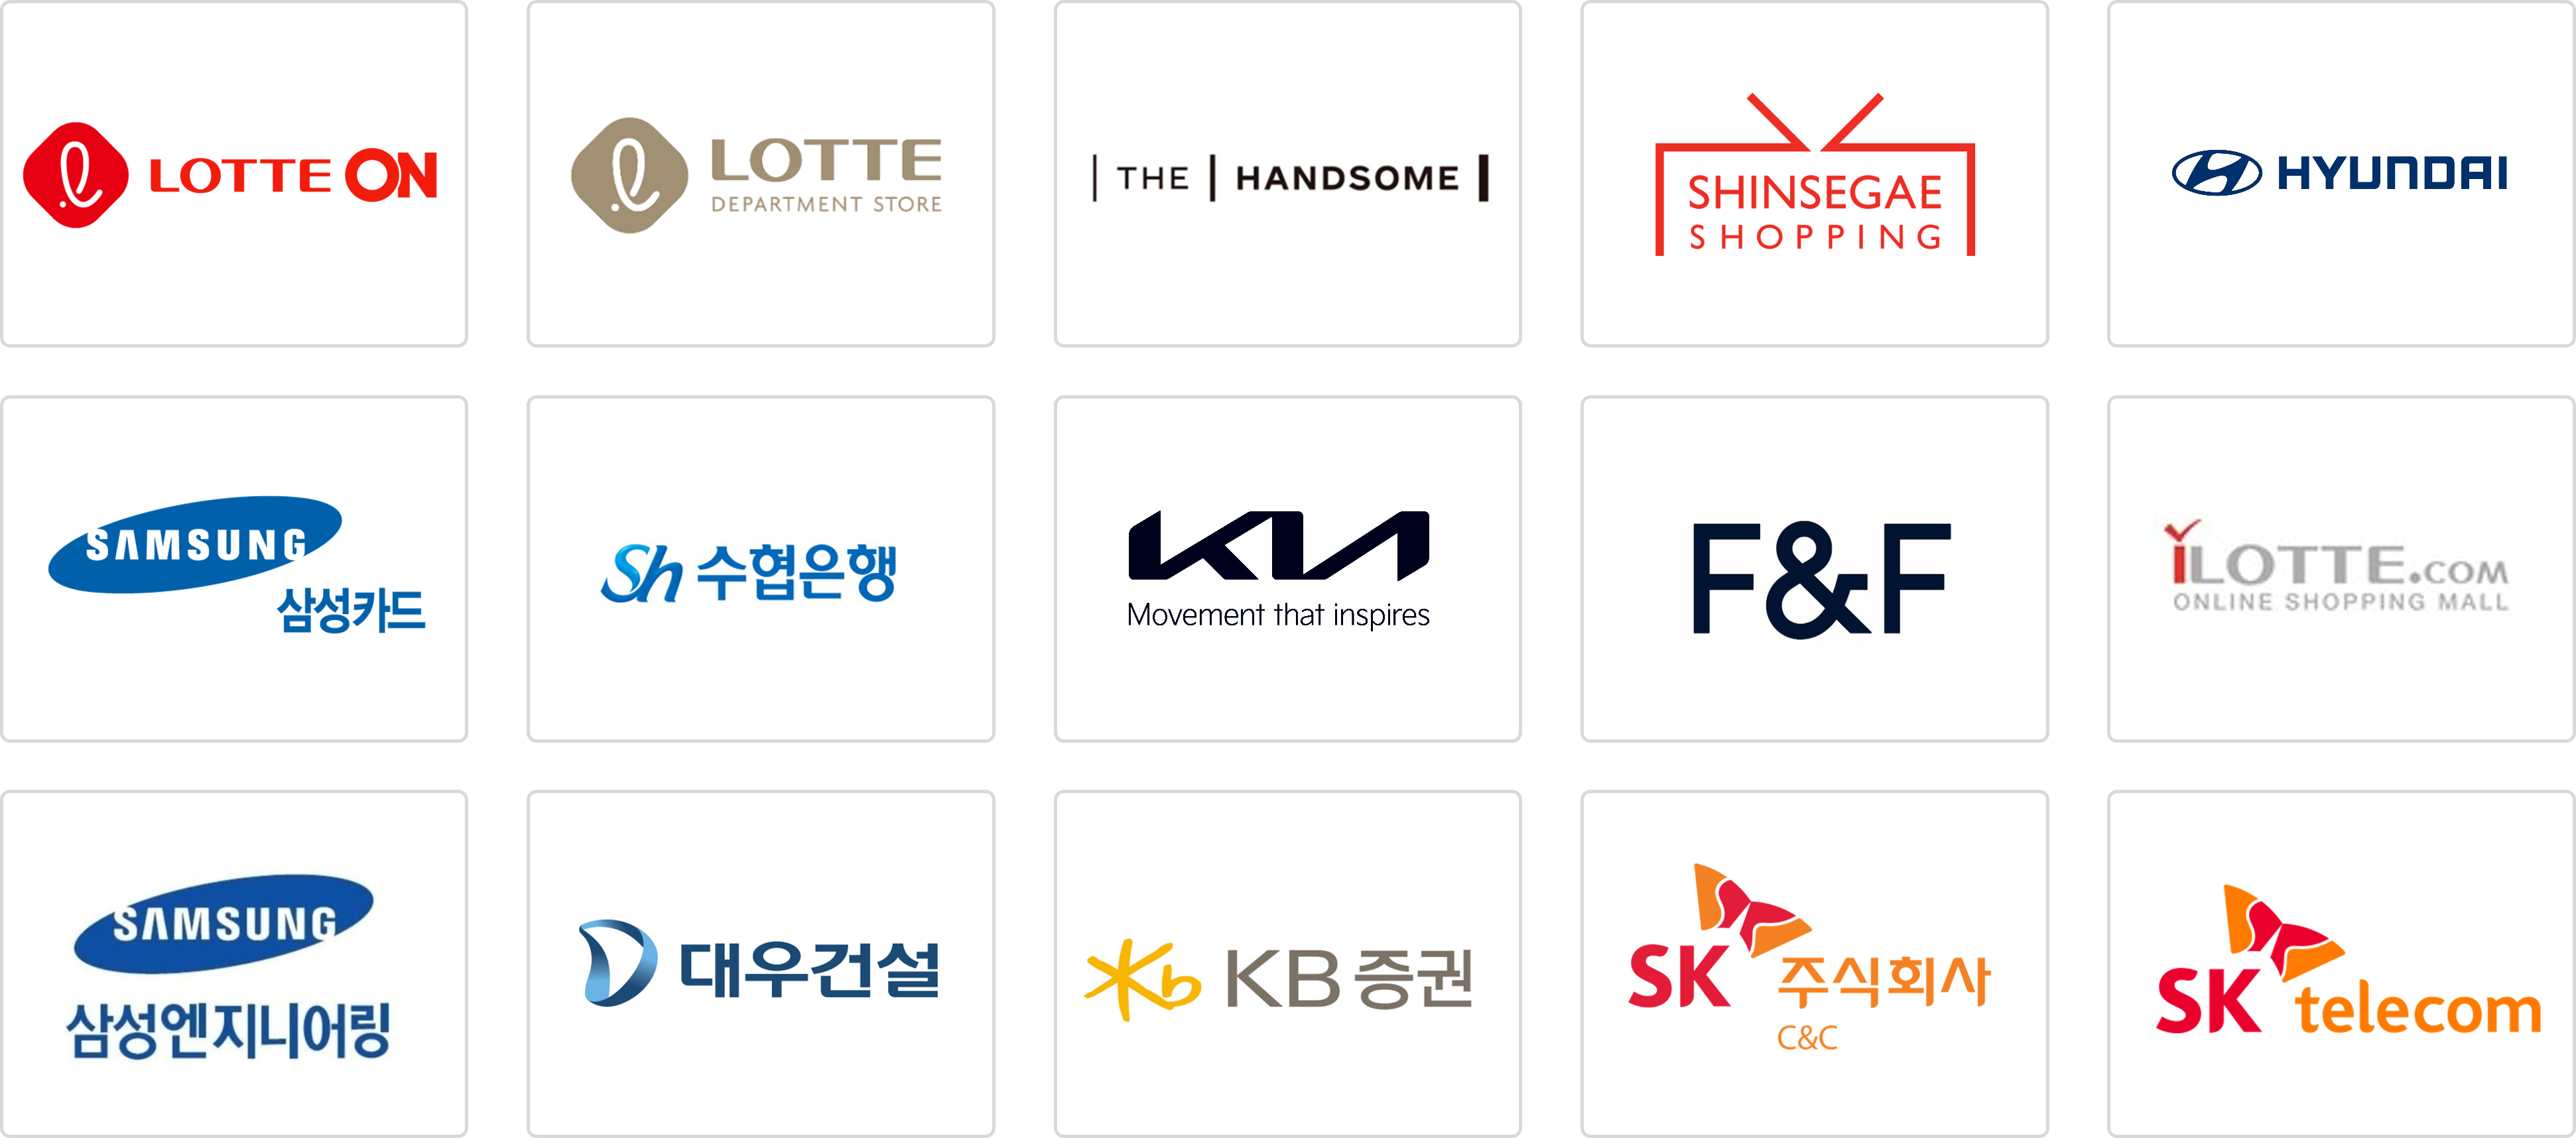 LOTTE ON
LOTTE
DEPARTMENT STORE
THE HANDSOME
SHINSEGAE
SHOPPING
HYUNDAI
SAMSUNG
삼성카드
Sh 수협은행
KIA
Movement that inspires
F&F
iLOTTE.COM
ONLINE SHOPPING MALL
SAMSUNG
삼성엔지니어링
대우건설
Kb KB증권
SK 주식회사
C&C
SK telecom